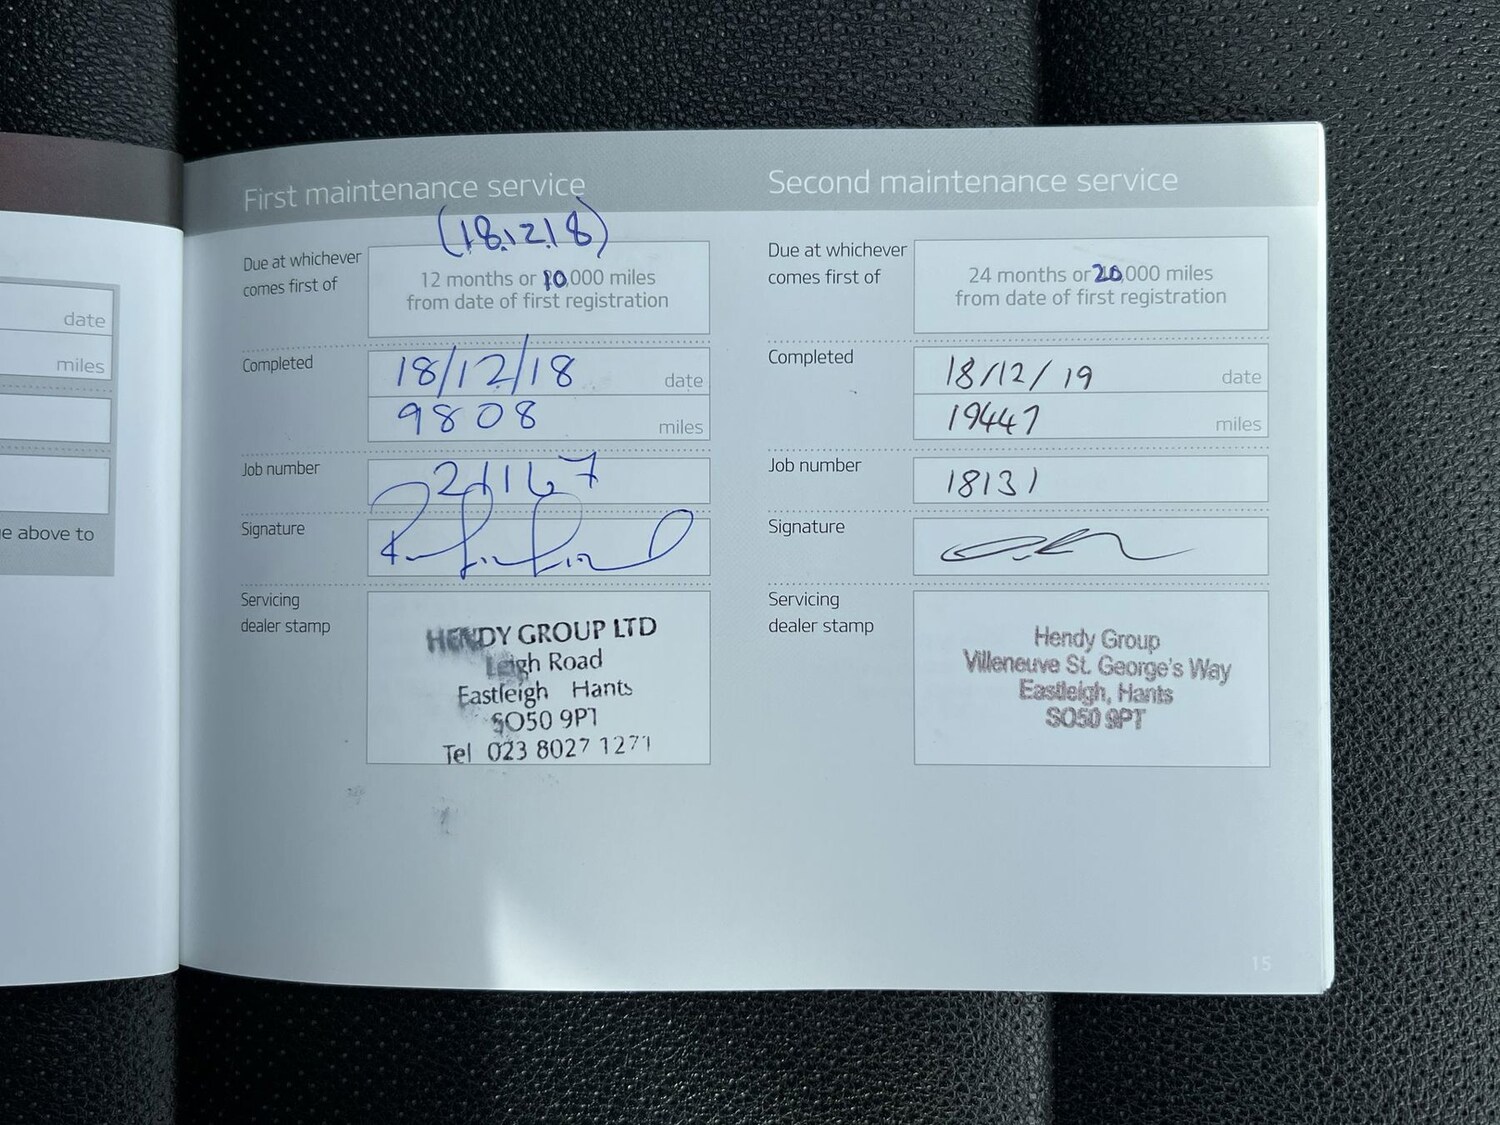 date
miles
e above to
First maintenance service
(18.12.18)
Due at whichever
comes first of
12 months or 10,000 miles
from date of first registration
Completed
18/12/18 date
9808 miles
Job number
21167
Signature
Servicing
dealer stamp
HENDY GROUP LTD
Leigh Road
Eastleigh Hants
SO50 9PT
Tel 023 8027 1271
Second maintenance service
Due at whichever
comes first of
24 months or 20,000 miles
from date of first registration
Completed
18/12/19 date
19447 miles
Job number
18131
Signature
Servicing
dealer stamp
Hendy Group
Villeneuve St. George's Way
Eastleigh, Hants
SO50 9PT
15